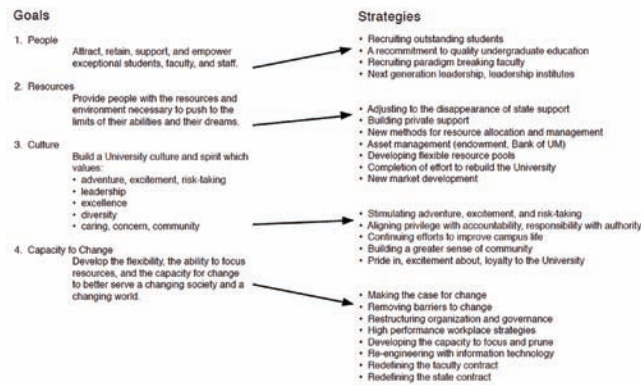 Goals
1. People
Attract, retain, support, and empower
exceptional students, faculty, and staff.
2. Resources
Provide people with the resources and
environment necessary to push to the
limits of their abilities and their dreams.
3. Culture
Build a University culture and spirit which
values:
• adventure, excitement, risk-taking
• leadership
• excellence
• diversity
• caring, concern, community
4. Capacity to Change
Develop the flexibility, the ability to focus
resources, and the capacity for change
to better serve a changing society and a
changing world.
Strategies
• Recruiting outstanding students
• A recommitment to quality undergraduate education
• Recruiting paradigm breaking faculty
• Next generation leadership, leadership institutes
• Adjusting to the disappearance of state support
• Building private support
• New methods for resource allocation and management
• Asset management (endowment, Bank of UM)
• Developing flexible resource pools
• Completion of effort to rebuild the University
• New market development
• Stimulating adventure, excitement, and risk-taking
• Aligning privilege with accountability, responsibility with authority
• Continuing efforts to improve campus life
• Building a greater sense of community
• Pride in, excitement about, loyalty to the University
• Making the case for change
• Removing barriers to change
• Restructuring organization and governance
• High performance workplace strategies
• Developing the capacity to focus and prune
• Re-engineering with information technology
• Redefining the faculty contract
• Redefining the state contract